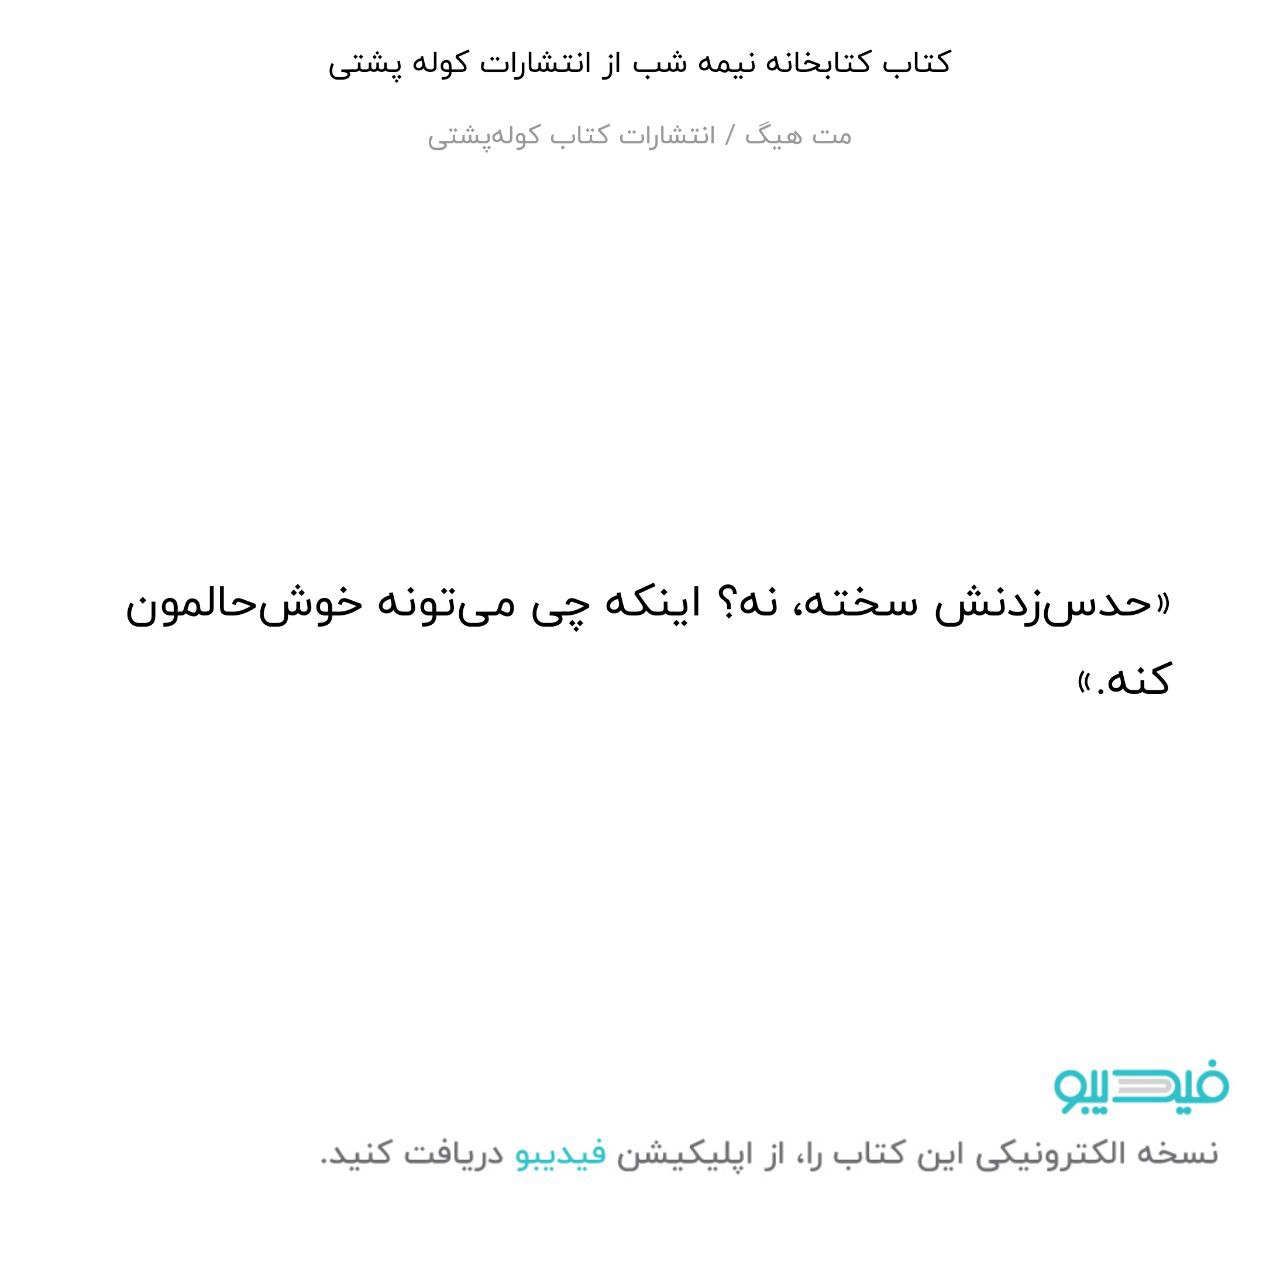 کتاب کتابخانه نیمه شب از انتشارات کوله پشتی
مت هیگ / انتشارات کتاب کوله‌پشتی
«حدس‌زدنش سخته، نه؟ اینکه چی می‌تونه خوش‌حالمون
کنه.»
فیدیبو
نسخه الکترونیکی این کتاب را، از اپلیکیشن فیدیبو دریافت کنید.